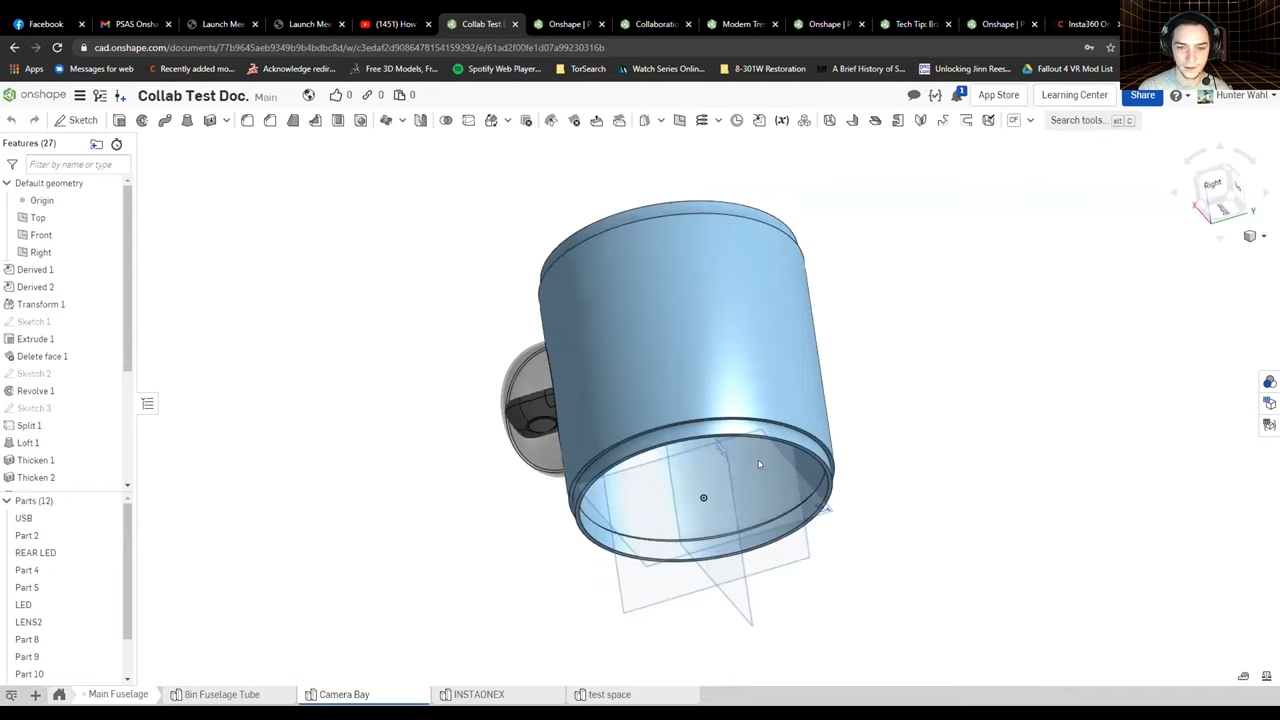 Facebook
PSAS Onsha
Launch Mee
Launch Mee
(1451) How
Collab Test
Onshape | P
Collaboratio
Modern Tre
Onshape | P
Tech Tip: Br
Onshape | P
Insta360 On
cad.onshape.com/documents/77b9645aeb9349b9b4bdbc8d/w/c3edaf2d9086478154159292/e/61ad2f00fe1d07a99230316b
Apps
Messages for web
Recently added mo...
Acknowledge redir...
Free 3D Models, Fr...
Spotify Web Player...
TorSearch
Watch Series Onlin...
8-301W Restoration
A Brief History of S...
Unlocking Jinn Rees...
Fallout 4 VR Mod List
onshape
Collab Test Doc.
Main
0
0
0
1
App Store
Learning Center
Share
Hunter Wahl
Sketch
Search tools...
alt
C
Features (27)
Filter by name or type
Default geometry
Origin
Top
Front
Right
Derived 1
Derived 2
Transform 1
Sketch 1
Extrude 1
Delete face 1
Sketch 2
Revolve 1
Sketch 3
Split 1
Loft 1
Thicken 1
Thicken 2
Parts (12)
USB
Part 2
REAR LED
Part 4
Part 5
LED
LENS2
Part 8
Part 9
Part 10
Right
X
Y
Main Fuselage
8in Fuselage Tube
Camera Bay
INSTAONEX
test space